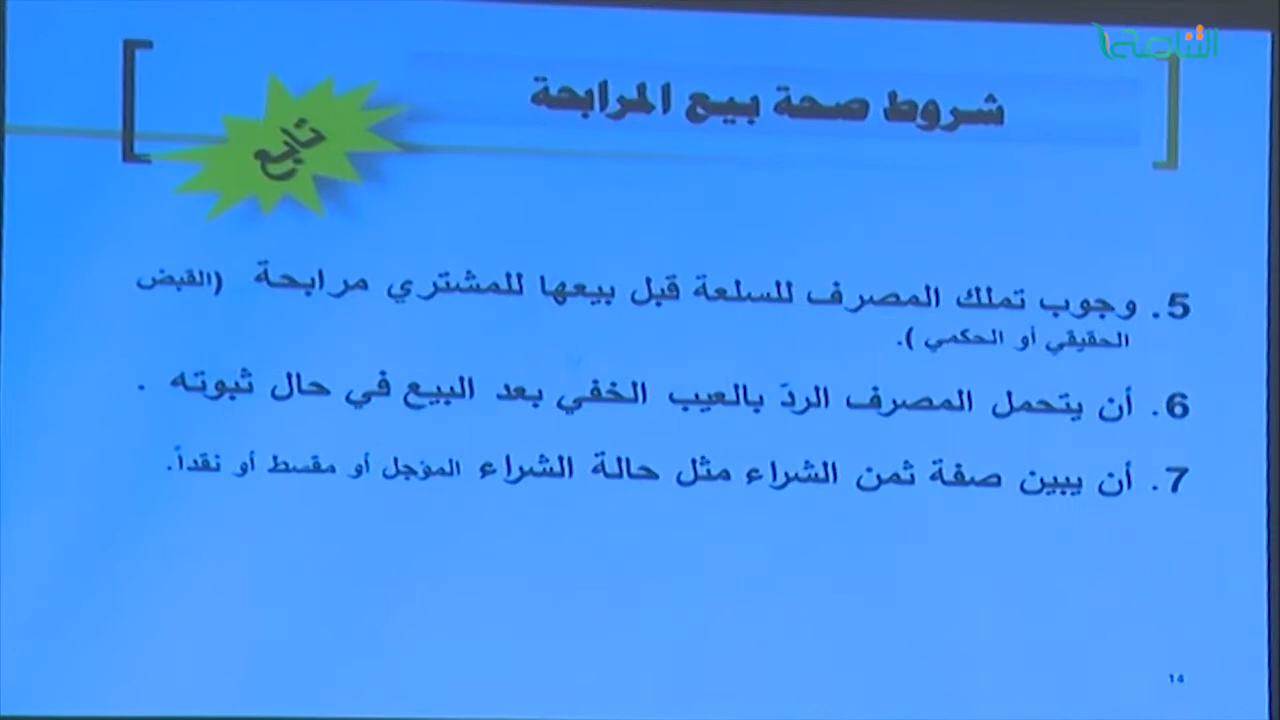 الناصية
شروط صحة بيع المرابحة
تابع
5. وجوب تملك المصرف للسلعة قبل بيعها للمشتري مرابحة (القبض
الحقيقي أو الحكمي ).
6. أن يتحمل المصرف الردّ بالعيب الخفي بعد البيع في حال ثبوته .
7. أن يبين صفة ثمن الشراء مثل حالة الشراء المؤجل أو مقسط أو نقداً.
14